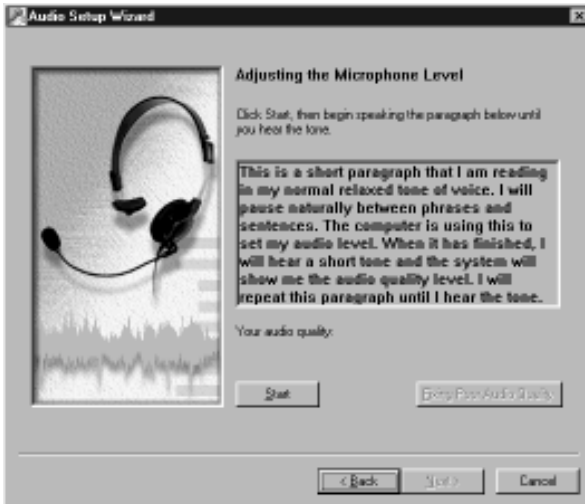 Audio Setup Wizard
Adjusting the Microphone Level
Click Start, then begin speaking the paragraph below until
you hear the tone.
This is a short paragraph that I am reading
in my normal relaxed tone of voice. I will
pause naturally between phrases and
sentences. The computer is using this to
set my audio level. When it has finished, I
will hear a short tone and the system will
show me the audio quality level. I will
repeat this paragraph until I hear the tone.
Your audio quality:
Start
Fixing Poor Audio Quality
< Back
Next >
Cancel